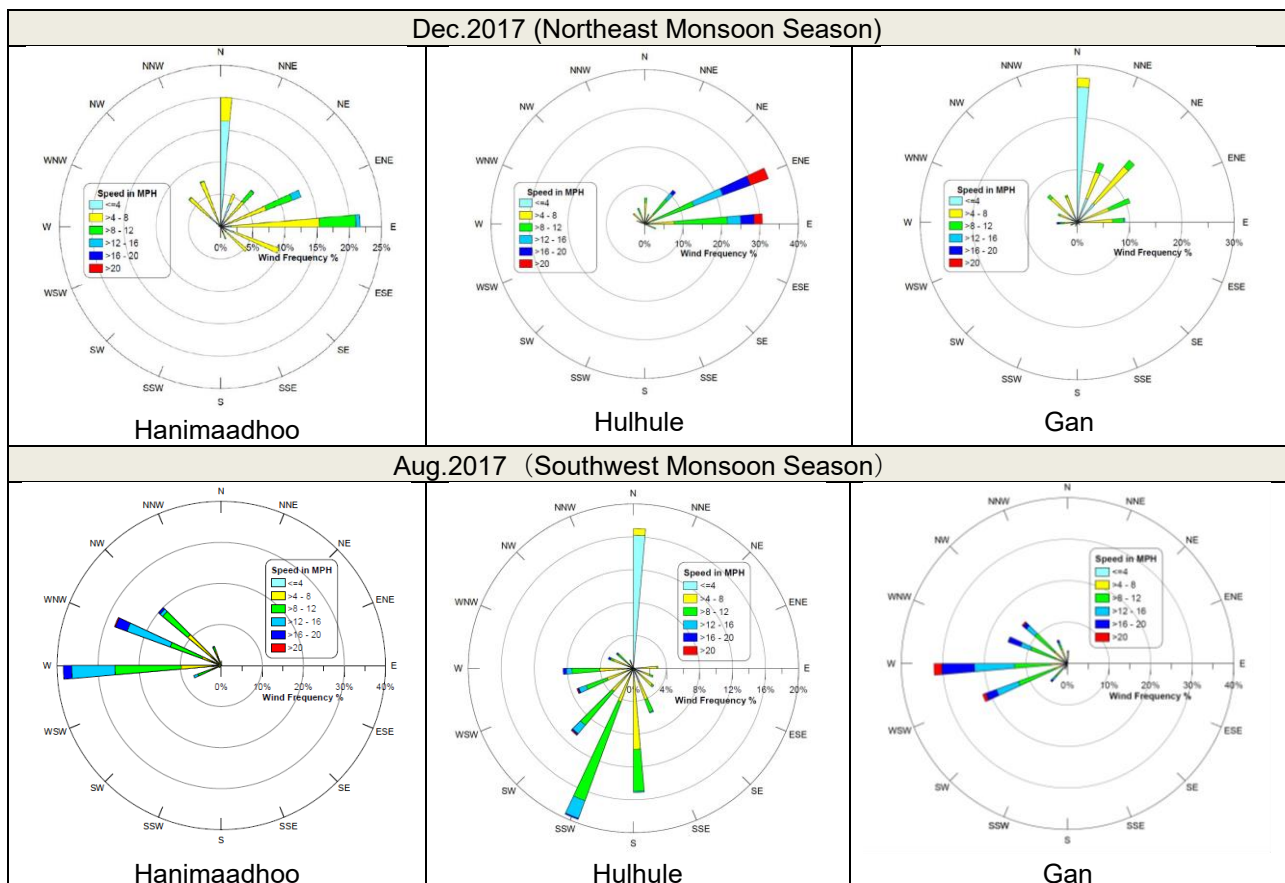 Dec.2017 (Northeast Monsoon Season)
N
NNW
NNE
NW
NE
WNW
ENE
Speed in MPH
<=4
>4 - 8
>8 - 12
>12 - 16
>16 - 20
>20
W
E
0%
5%
10%
15%
20%
25%
Wind Frequency %
WSW
ESE
SW
SE
SSW
SSE
S
Hanimaadhoo
N
NNW
NNE
NW
NE
WNW
ENE
Speed in MPH
<=4
>4 - 8
>8 - 12
>12 - 16
>16 - 20
>20
W
E
0%
10%
20%
30%
40%
Wind Frequency %
WSW
ESE
SW
SE
SSW
SSE
S
Hulhule
N
NNW
NNE
NW
NE
WNW
ENE
Speed in MPH
<=4
>4 - 8
>8 - 12
>12 - 16
>16 - 20
>20
W
E
0%
10%
20%
30%
Wind Frequency %
WSW
ESE
SW
SE
SSW
SSE
S
Gan
Aug.2017 （Southwest Monsoon Season）
N
NNW
NNE
NW
NE
Speed in MPH
<=4
>4 - 8
>8 - 12
>12 - 16
>16 - 20
>20
WNW
ENE
W
E
0%
10%
20%
30%
40%
Wind Frequency %
WSW
ESE
SW
SE
SSW
SSE
S
Hanimaadhoo
N
NNW
NNE
NW
NE
Speed in MPH
<=4
>4 - 8
>8 - 12
>12 - 16
>16 - 20
>20
WNW
ENE
W
E
0%
4%
8%
12%
16%
20%
Wind Frequency %
WSW
ESE
SW
SE
SSW
SSE
S
Hulhule
N
NNW
NNE
NW
NE
Speed in MPH
<=4
>4 - 8
>8 - 12
>12 - 16
>16 - 20
>20
WNW
ENE
W
E
0%
10%
20%
30%
40%
Wind Frequency %
WSW
ESE
SW
SE
SSW
SSE
S
Gan